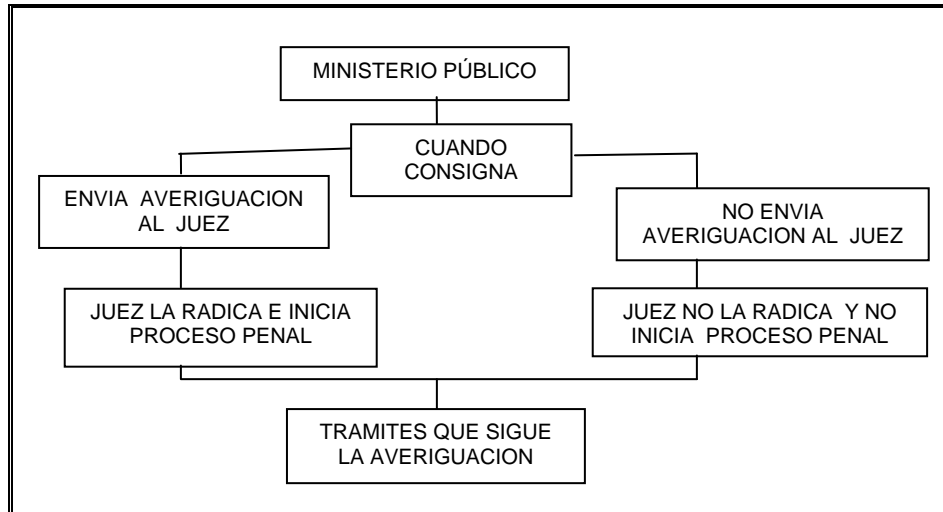 MINISTERIO PÚBLICO
CUANDO
CONSIGNA
ENVIA AVERIGUACION
AL JUEZ
NO ENVIA
AVERIGUACION AL JUEZ
JUEZ LA RADICA E INICIA
PROCESO PENAL
JUEZ NO LA RADICA Y NO
INICIA PROCESO PENAL
TRAMITES QUE SIGUE
LA AVERIGUACION